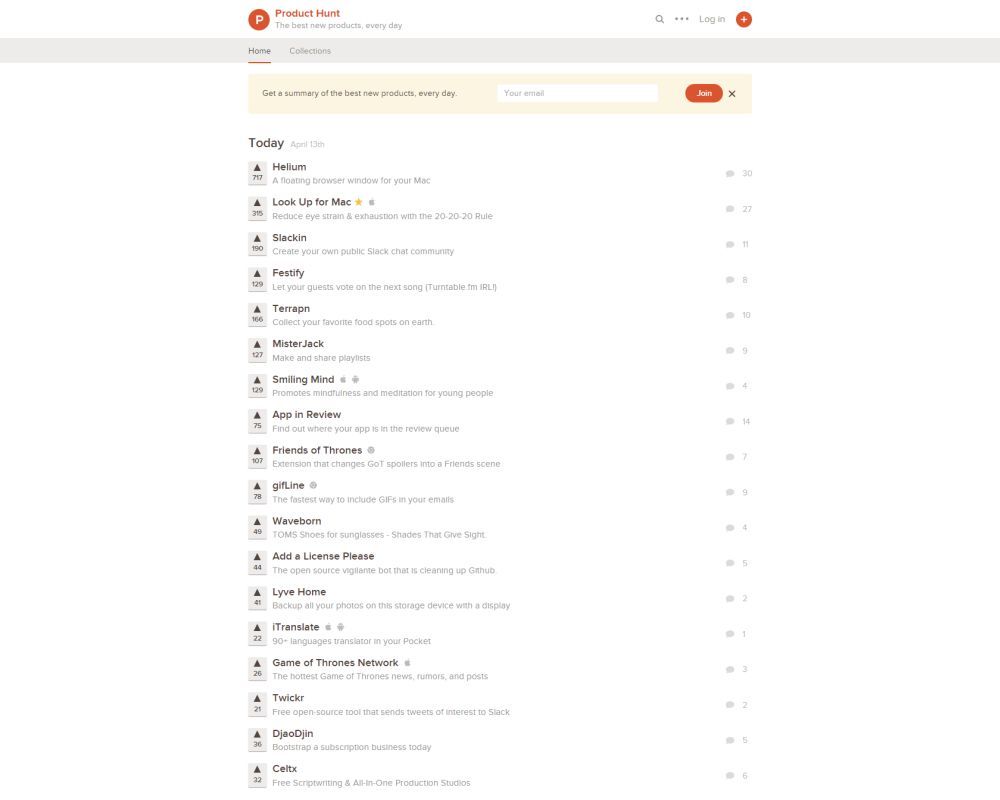 P
Product Hunt
The best new products, every day
Log in
+
Home Collections
Get a summary of the best new products, every day.
Your email
Join
Today April 13th
Helium
717
A floating browser window for your Mac
30
Look Up for Mac
315
Reduce eye strain & exhaustion with the 20-20-20 Rule
27
Slackin
190
Create your own public Slack chat community
11
Festify
129
Let your guests vote on the next song (Turntable.fm IRL!)
8
Terrapn
166
Collect your favorite food spots on earth.
10
MisterJack
127
Make and share playlists
9
Smiling Mind
129
Promotes mindfulness and meditation for young people
4
App in Review
75
Find out where your app is in the review queue
14
Friends of Thrones
107
Extension that changes GoT spoilers into a Friends scene
7
gifLine
78
The fastest way to include GIFs in your emails
9
Waveborn
49
TOMS Shoes for sunglasses - Shades That Give Sight.
4
Add a License Please
44
The open source vigilante bot that is cleaning up Github.
5
Lyve Home
41
Backup all your photos on this storage device with a display
2
iTranslate
22
90+ languages translator in your Pocket
1
Game of Thrones Network
26
The hottest Game of Thrones news, rumors, and posts
3
Twickr
21
Free open-source tool that sends tweets of interest to Slack
2
DjaoDjin
36
Bootstrap a subscription business today
5
Celtx
32
Free Scriptwriting & All-In-One Production Studios
6